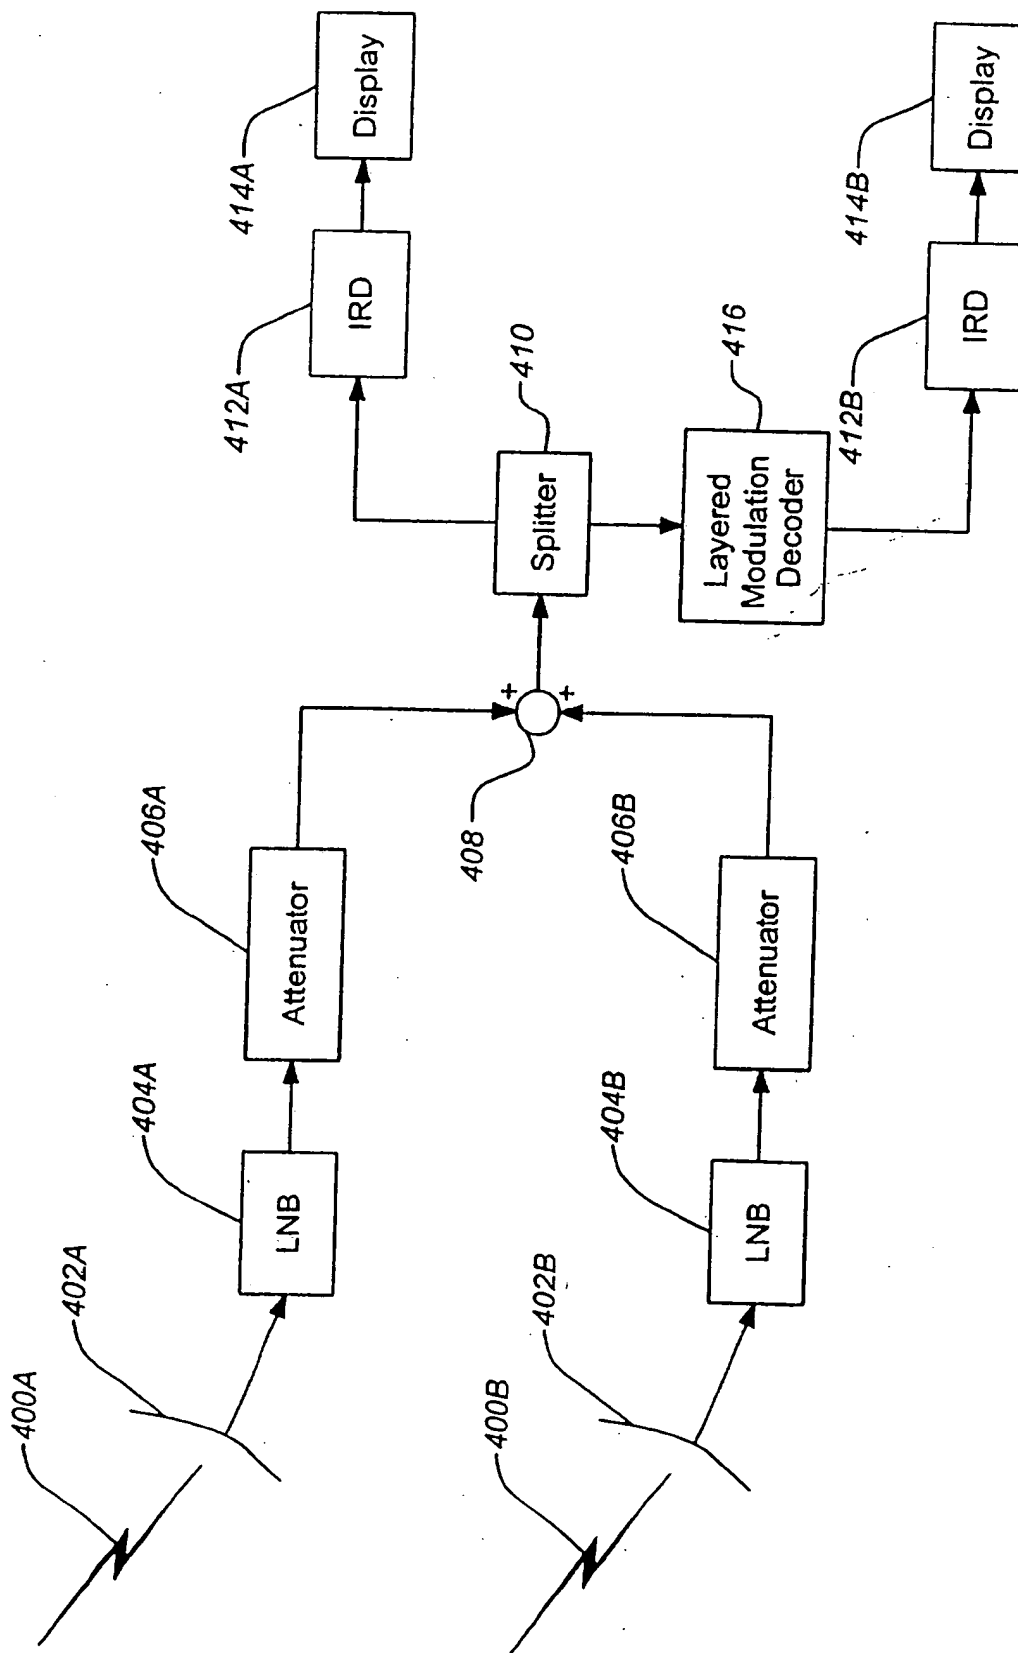 400A
402A
404A
LNB
406A
Attenuator
400B
402B
404B
LNB
406B
Attenuator
408
+
+
Splitter
410
412A
IRD
414A
Display
Layered
Modulation
Decoder
416
412B
IRD
414B
Display